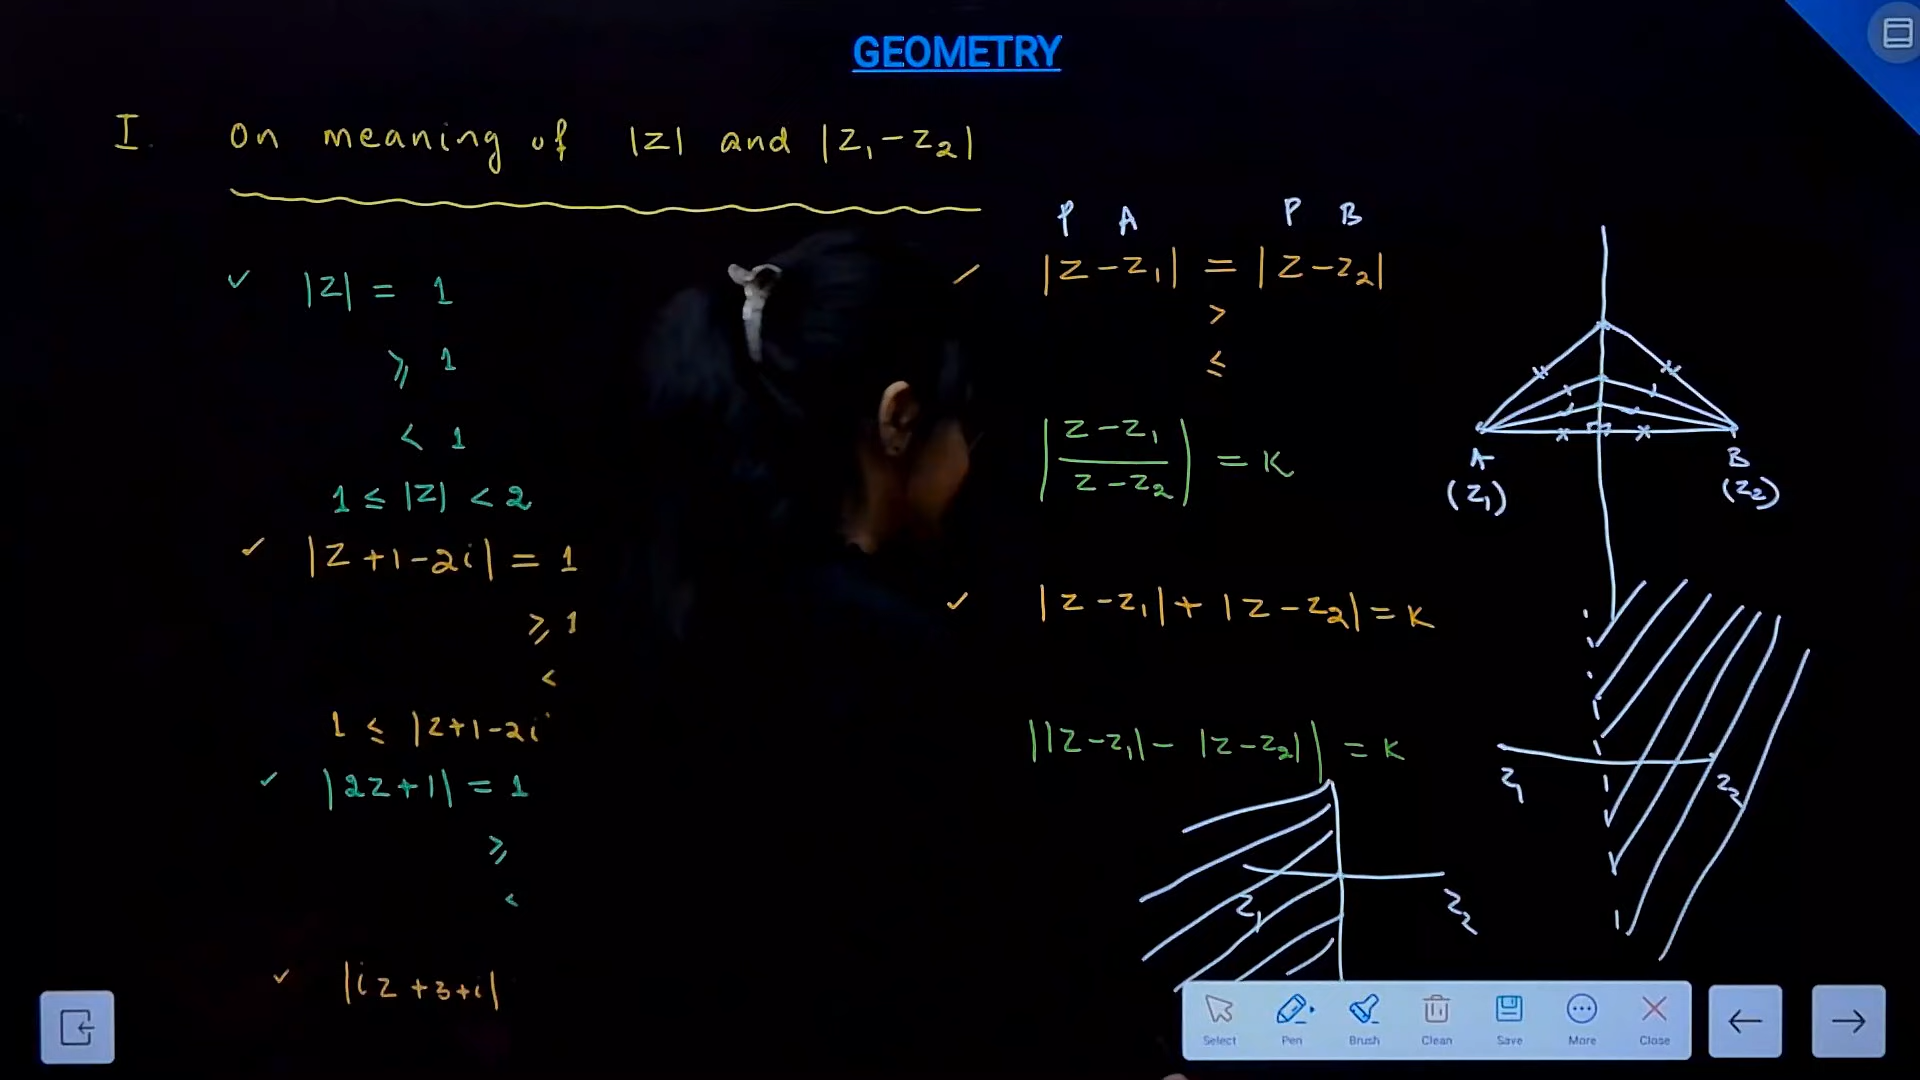 GEOMETRY
I. On meaning of |z| and |z₁-z₂|
|z| = 1
⩾ 1
< 1
1 ≤ |z| < 2
|z+1-2i| = 1
⩾ 1
<
1 ≤ |z+1-2i
|2z+1| = 1
⩾
<
|iz+3+i|
P A P B
|z-z₁| = |z-z₂|
>
≤
|(z-z₁)/(z-z₂)| = K
|z-z₁| + |z-z₂| = K
||z-z₁| - |z-z₂|| = K
A B
(z₁) (z₂)
z₁ z₂
z₁ z₂
Select Pen Brush Clean Save More Close